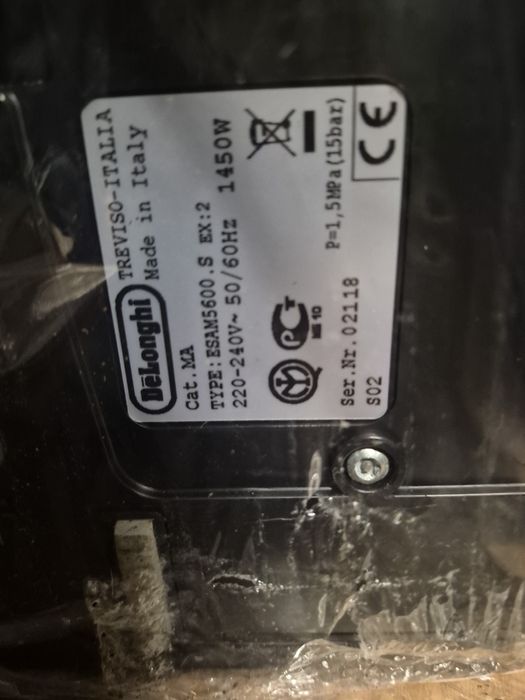 DeLonghi TREVISO-ITALIA
Made in Italy
Cat.MA
TYPE:ESAM5600.S EX:2
220-240V~ 50/60Hz 1450W
P=1,5MPa(15bar)
Ser.Nr.02118
S02
CE